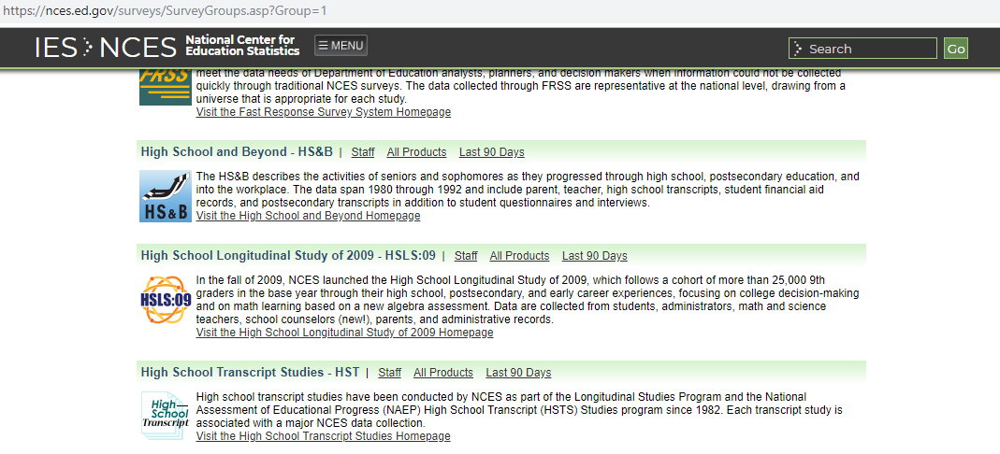 https://nces.ed.gov/surveys/SurveyGroups.asp?Group=1
IES NCES National Center for
Education Statistics
☰ MENU
Search
Go
FRSS
meet the data needs of Department of Education analysts, planners, and decision makers when information could not be collected
quickly through traditional NCES surveys. The data collected through FRSS are representative at the national level, drawing from a
universe that is appropriate for each study.
Visit the Fast Response Survey System Homepage
High School and Beyond - HS&B | Staff All Products Last 90 Days
HS&B
The HS&B describes the activities of seniors and sophomores as they progressed through high school, postsecondary education, and
into the workplace. The data span 1980 through 1992 and include parent, teacher, high school transcripts, student financial aid
records, and postsecondary transcripts in addition to student questionnaires and interviews.
Visit the High School and Beyond Homepage
High School Longitudinal Study of 2009 - HSLS:09 | Staff All Products Last 90 Days
HSLS:09
In the fall of 2009, NCES launched the High School Longitudinal Study of 2009, which follows a cohort of more than 25,000 9th
graders in the base year through their high school, postsecondary, and early career experiences, focusing on college decision-making
and on math learning based on a new algebra assessment. Data are collected from students, administrators, math and science
teachers, school counselors (new!), parents, and administrative records.
Visit the High School Longitudinal Study of 2009 Homepage
High School Transcript Studies - HST | Staff All Products Last 90 Days
High
School
Transcript
High school transcript studies have been conducted by NCES as part of the Longitudinal Studies Program and the National
Assessment of Educational Progress (NAEP) High School Transcript (HSTS) Studies program since 1982. Each transcript study is
associated with a major NCES data collection.
Visit the High School Transcript Studies Homepage